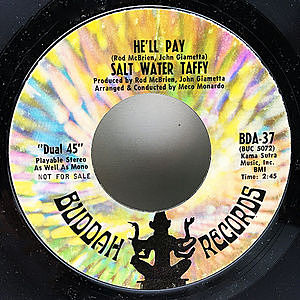 HE'LL PAY
(Rod McBrien, John Giametta)
SALT WATER TAFFY
Produced by Rod McBrien, John Giametta
Arranged & Conducted by Meco Monardo
"Dual 45"
Playable Stereo
As Well As Mono
NOT FOR SALE
BDA-37
(BUC 5072)
Kama Sutra
Music, Inc.
BMI
Time: 2:45
BUDDAH RECORDS